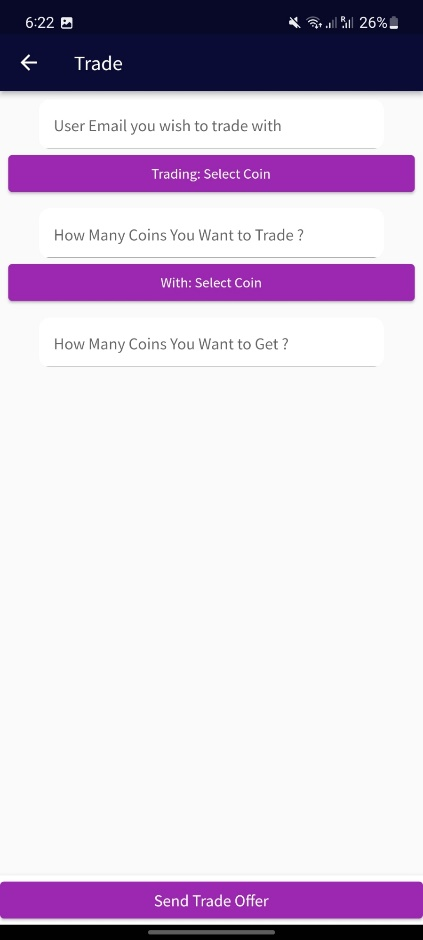 6:22
26%
Trade
User Email you wish to trade with
Trading: Select Coin
How Many Coins You Want to Trade ?
With: Select Coin
How Many Coins You Want to Get ?
Send Trade Offer